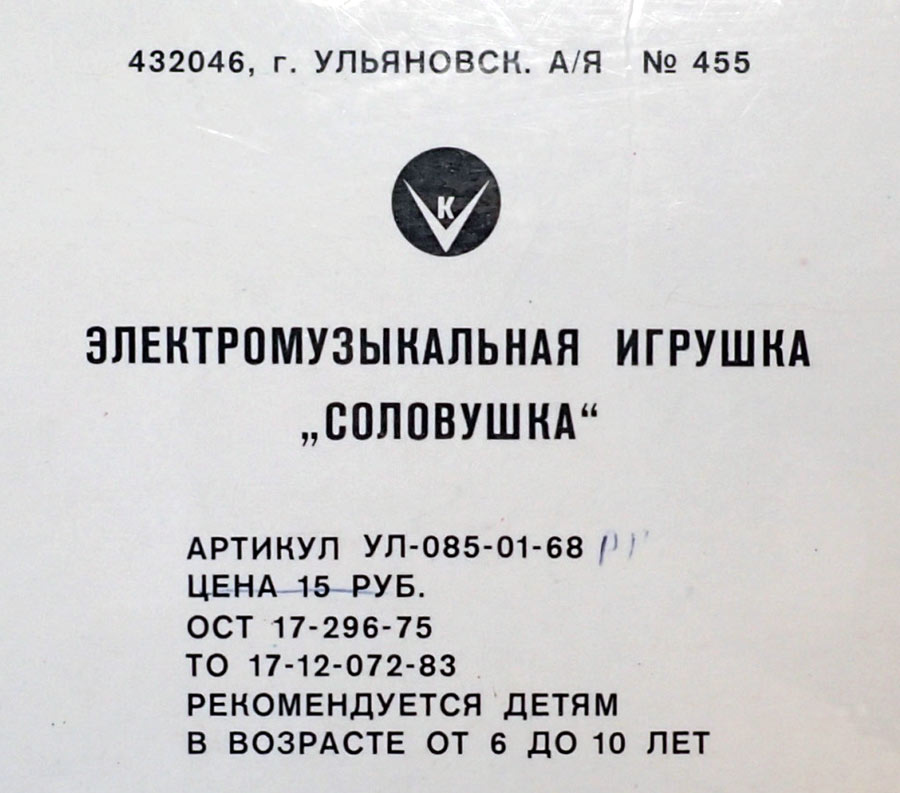 432046, г. УЛЬЯНОВСК. А/Я № 455
К
ЭЛЕКТРОМУЗЫКАЛЬНАЯ ИГРУШКА
„СОЛОВУШКА“
АРТИКУЛ УЛ-085-01-68
ЦЕНА 15 РУБ.
ОСТ 17-296-75
ТО 17-12-072-83
РЕКОМЕНДУЕТСЯ ДЕТЯМ
В ВОЗРАСТЕ ОТ 6 ДО 10 ЛЕТ